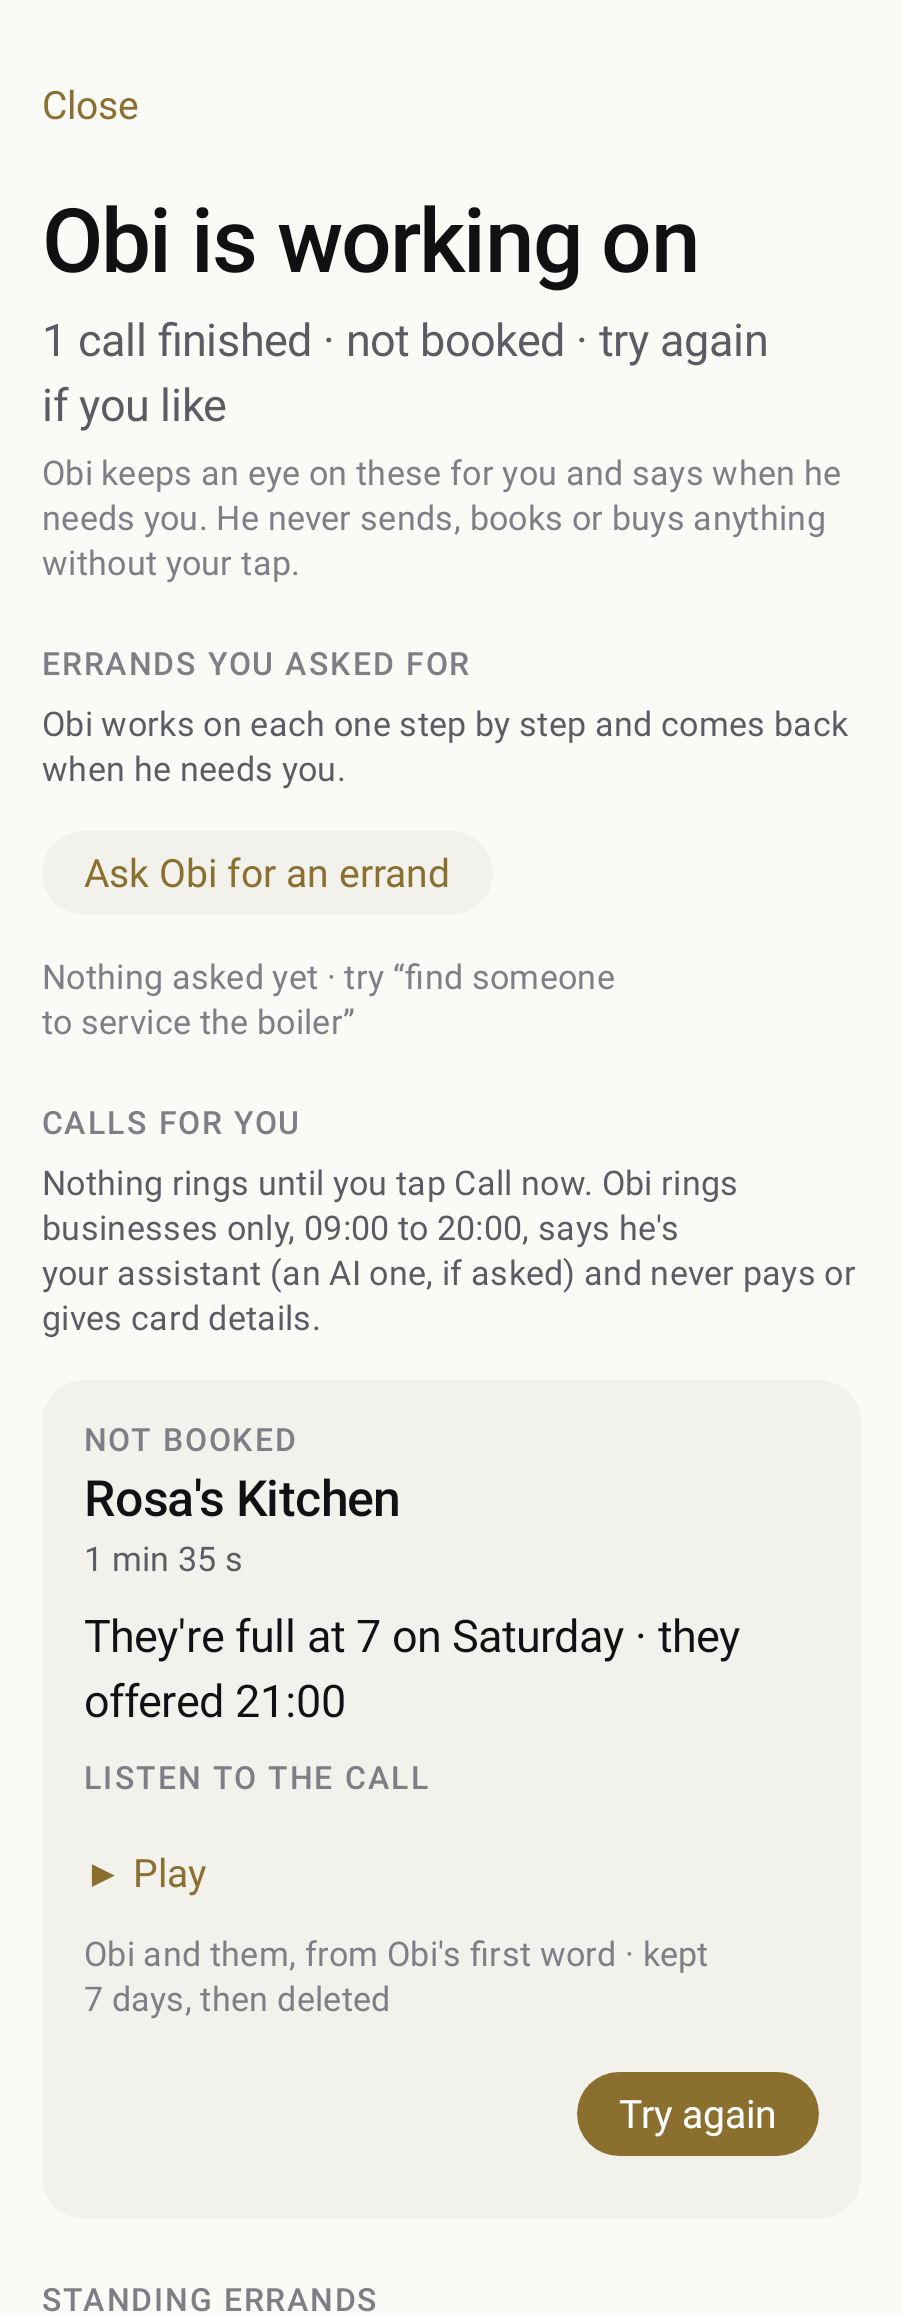 Close
Obi is working on
1 call finished · not booked · try again
if you like
Obi keeps an eye on these for you and says when he
needs you. He never sends, books or buys anything
without your tap.
ERRANDS YOU ASKED FOR
Obi works on each one step by step and comes back
when he needs you.
Ask Obi for an errand
Nothing asked yet · try “find someone
to service the boiler”
CALLS FOR YOU
Nothing rings until you tap Call now. Obi rings
businesses only, 09:00 to 20:00, says he's
your assistant (an AI one, if asked) and never pays or
gives card details.
NOT BOOKED
Rosa's Kitchen
1 min 35 s
They're full at 7 on Saturday · they
offered 21:00
LISTEN TO THE CALL
► Play
Obi and them, from Obi's first word · kept
7 days, then deleted
Try again
STANDING ERRANDS